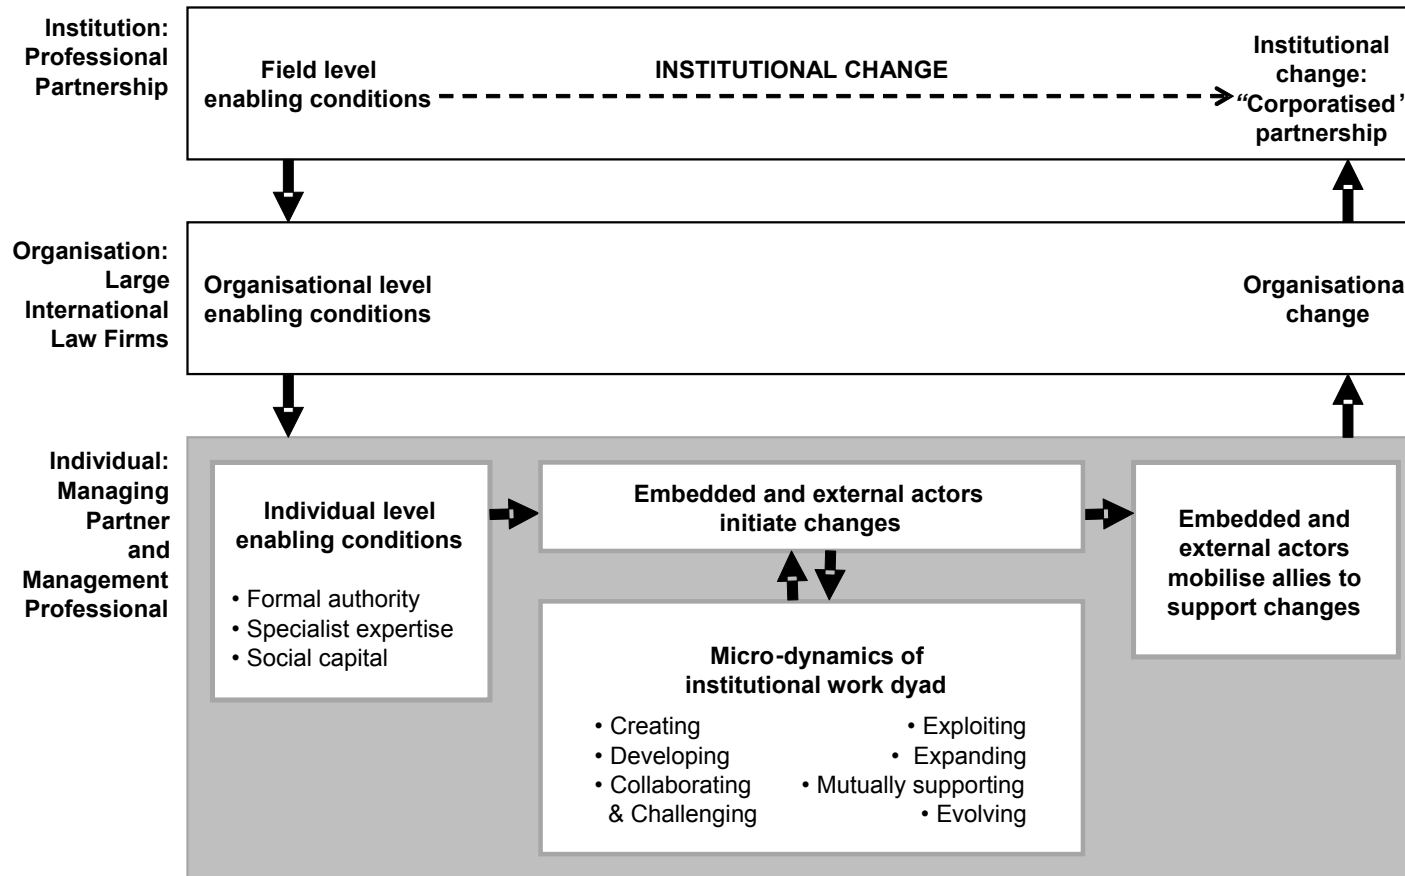 Institution:
Professional
Partnership
Field level
enabling conditions
INSTITUTIONAL CHANGE
Institutional
change:
“Corporatised”
partnership
Organisation:
Large
International
Law Firms
Organisational level
enabling conditions
Organisationa
change
Individual:
Managing
Partner
and
Management
Professional
Individual level
enabling conditions
• Formal authority
• Specialist expertise
• Social capital
Embedded and external actors
initiate changes
Micro-dynamics of
institutional work dyad
• Creating
• Developing
• Collaborating
& Challenging
• Exploiting
• Expanding
• Mutually supporting
• Evolving
Embedded and
external actors
mobilise allies to
support changes